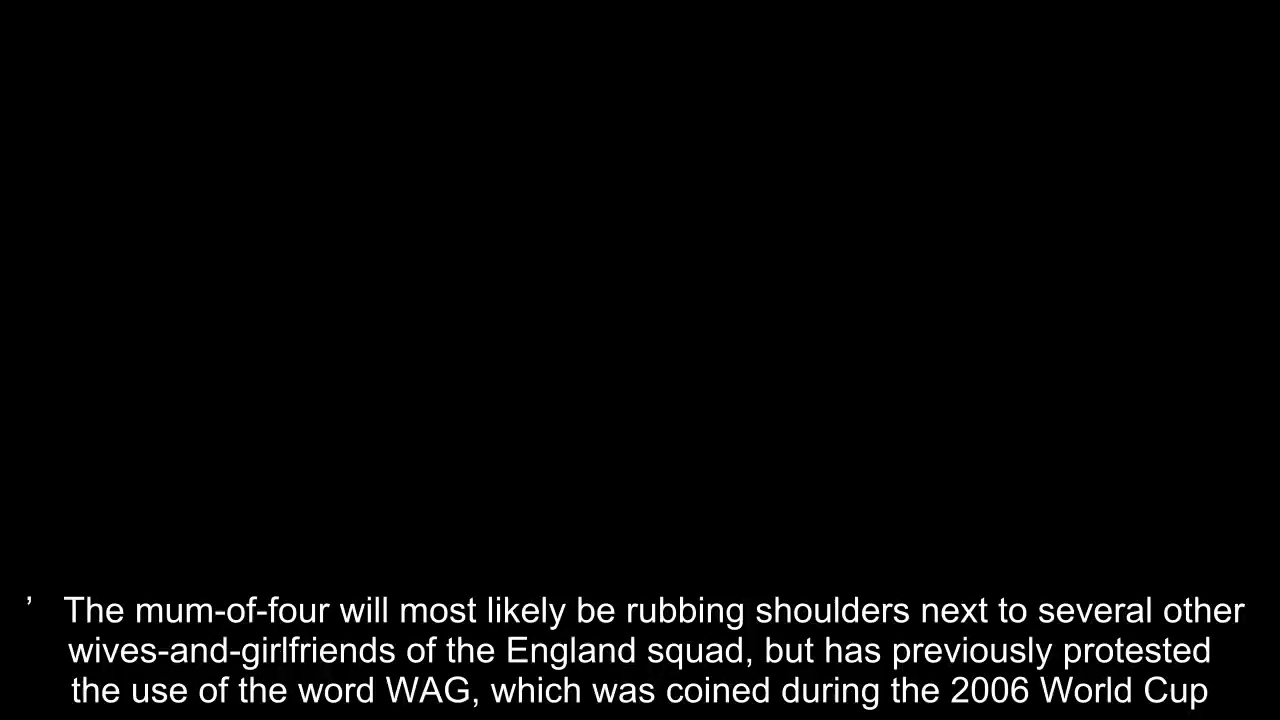 ’ The mum-of-four will most likely be rubbing shoulders next to several other
wives-and-girlfriends of the England squad, but has previously protested
the use of the word WAG, which was coined during the 2006 World Cup